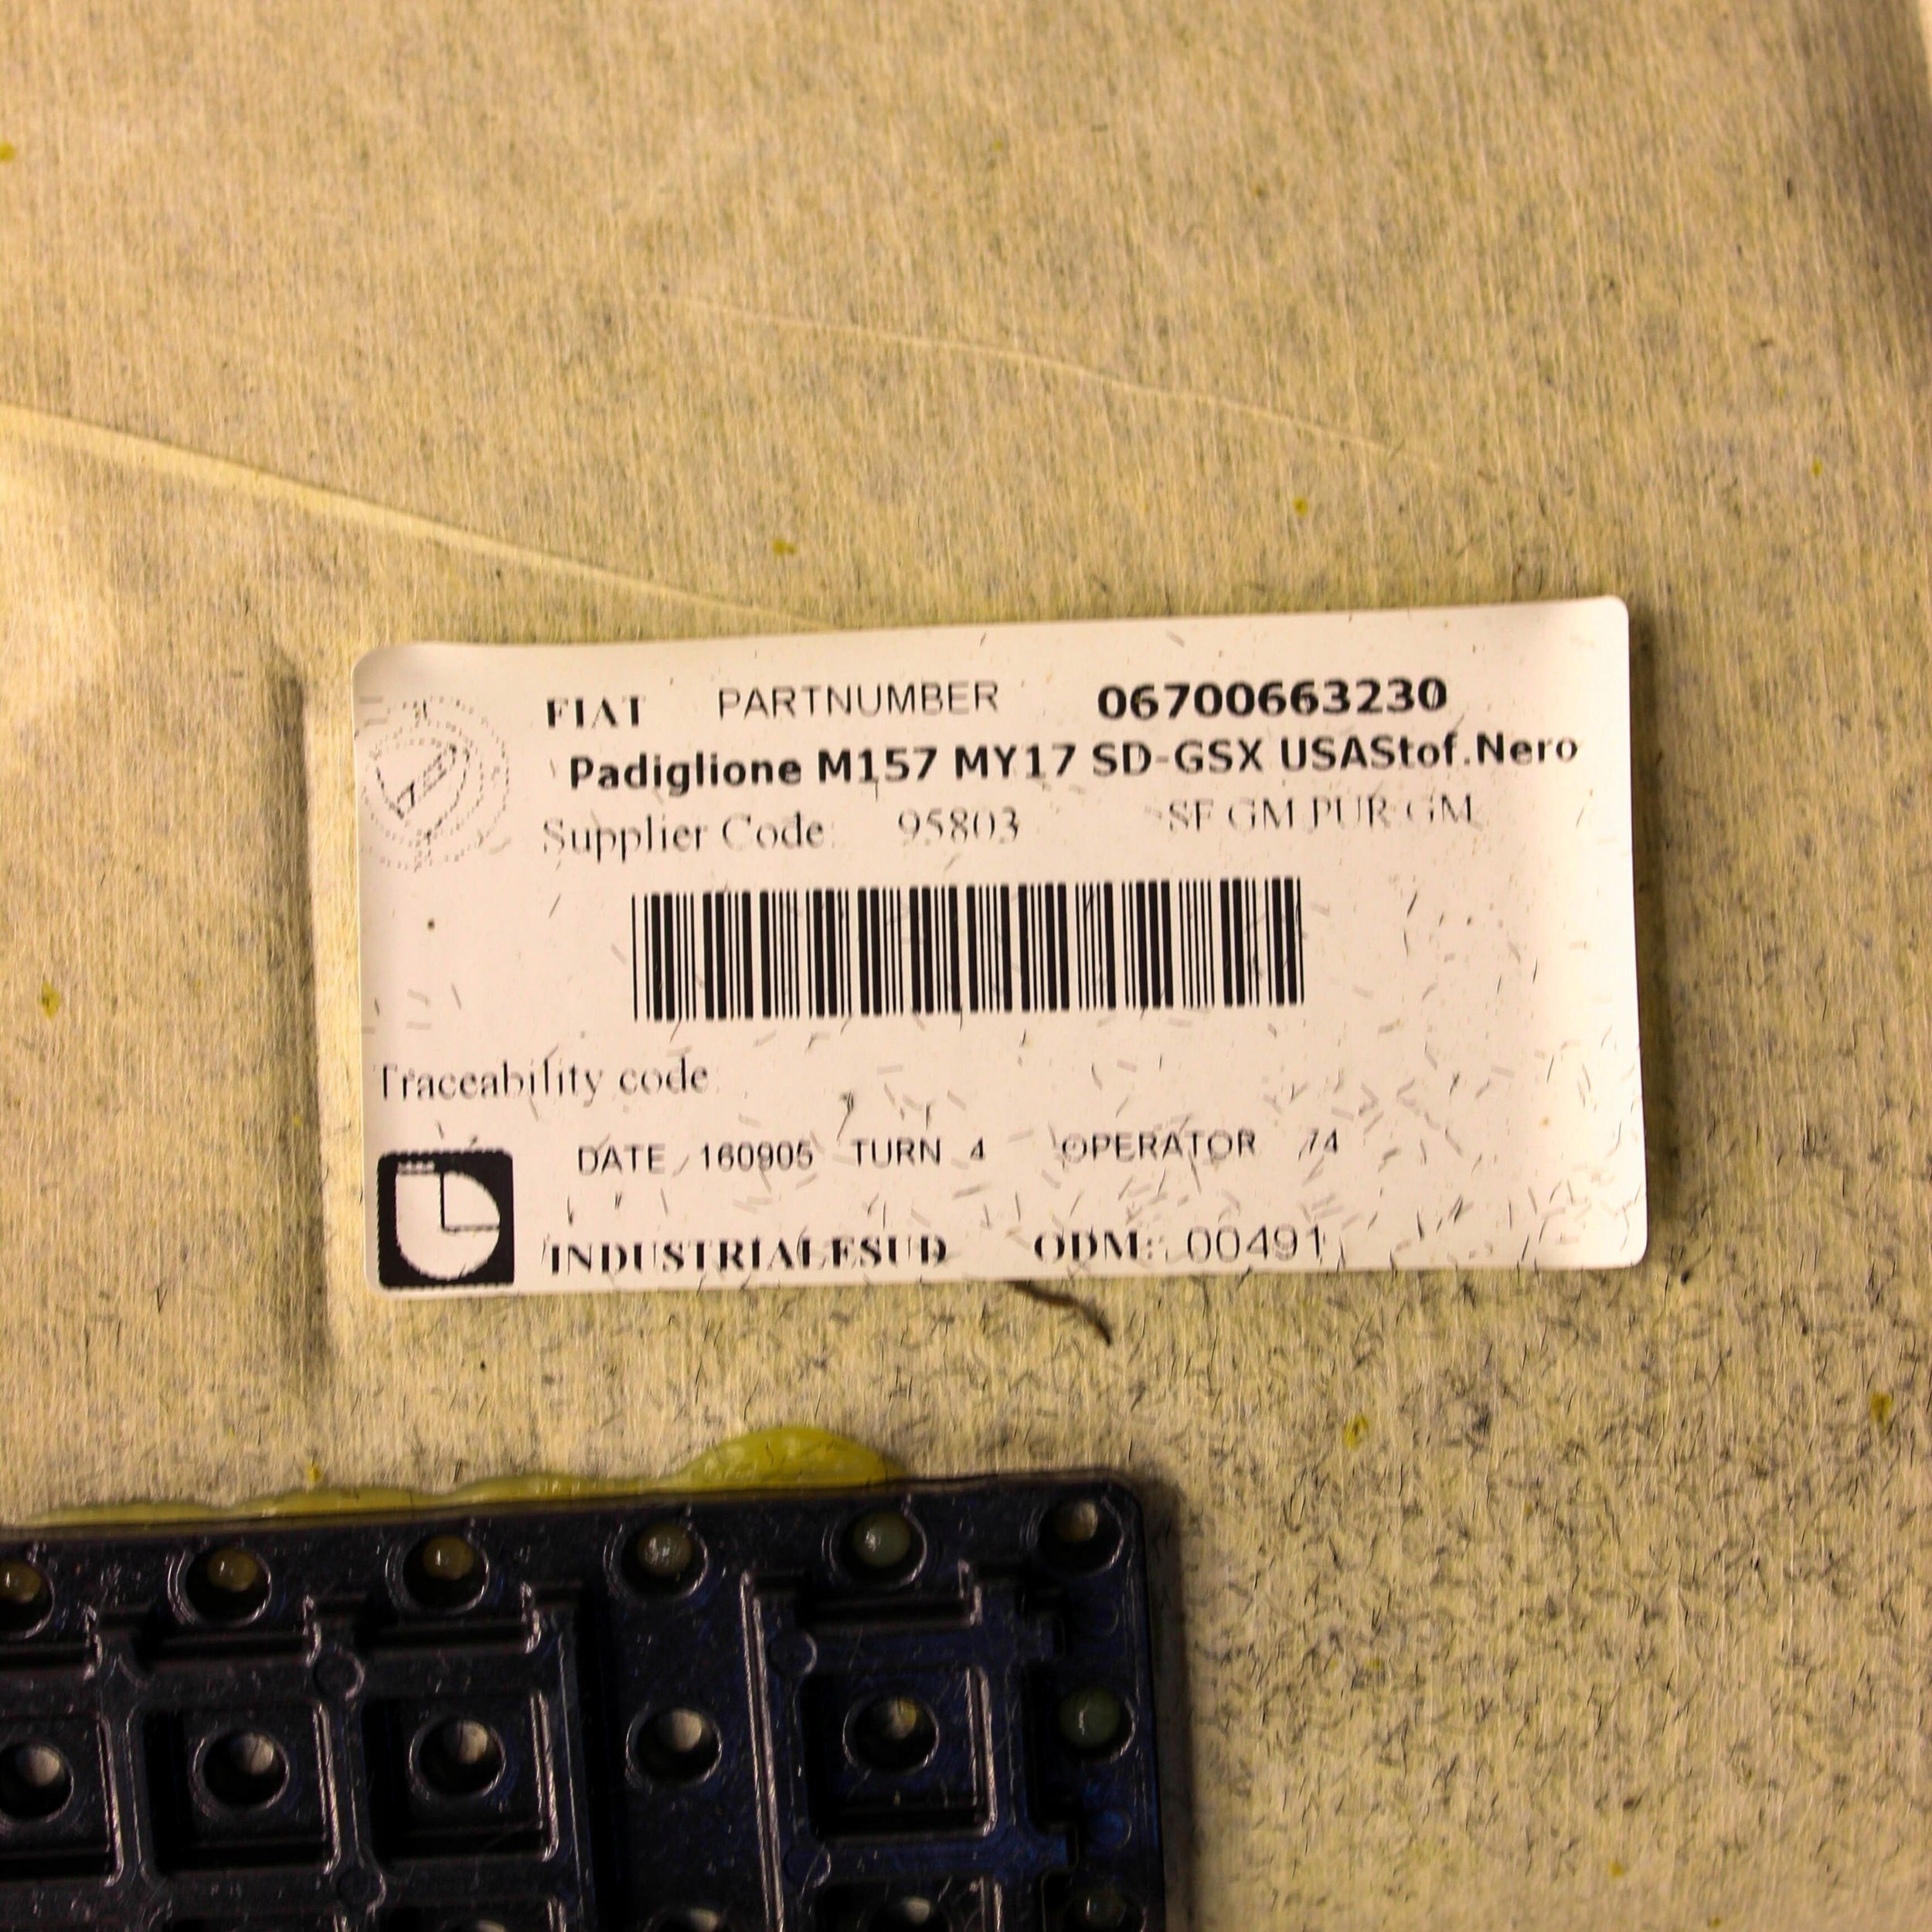 FIAT PARTNUMBER 06700663230
Padiglione M157 MY17 SD-GSX USAStof.Nero
Supplier Code: 95803 SF GM PUR GM
Traceability code
DATE 160905 TURN 4 OPERATOR 74
INDUSTRIALESUD ODM: 00491